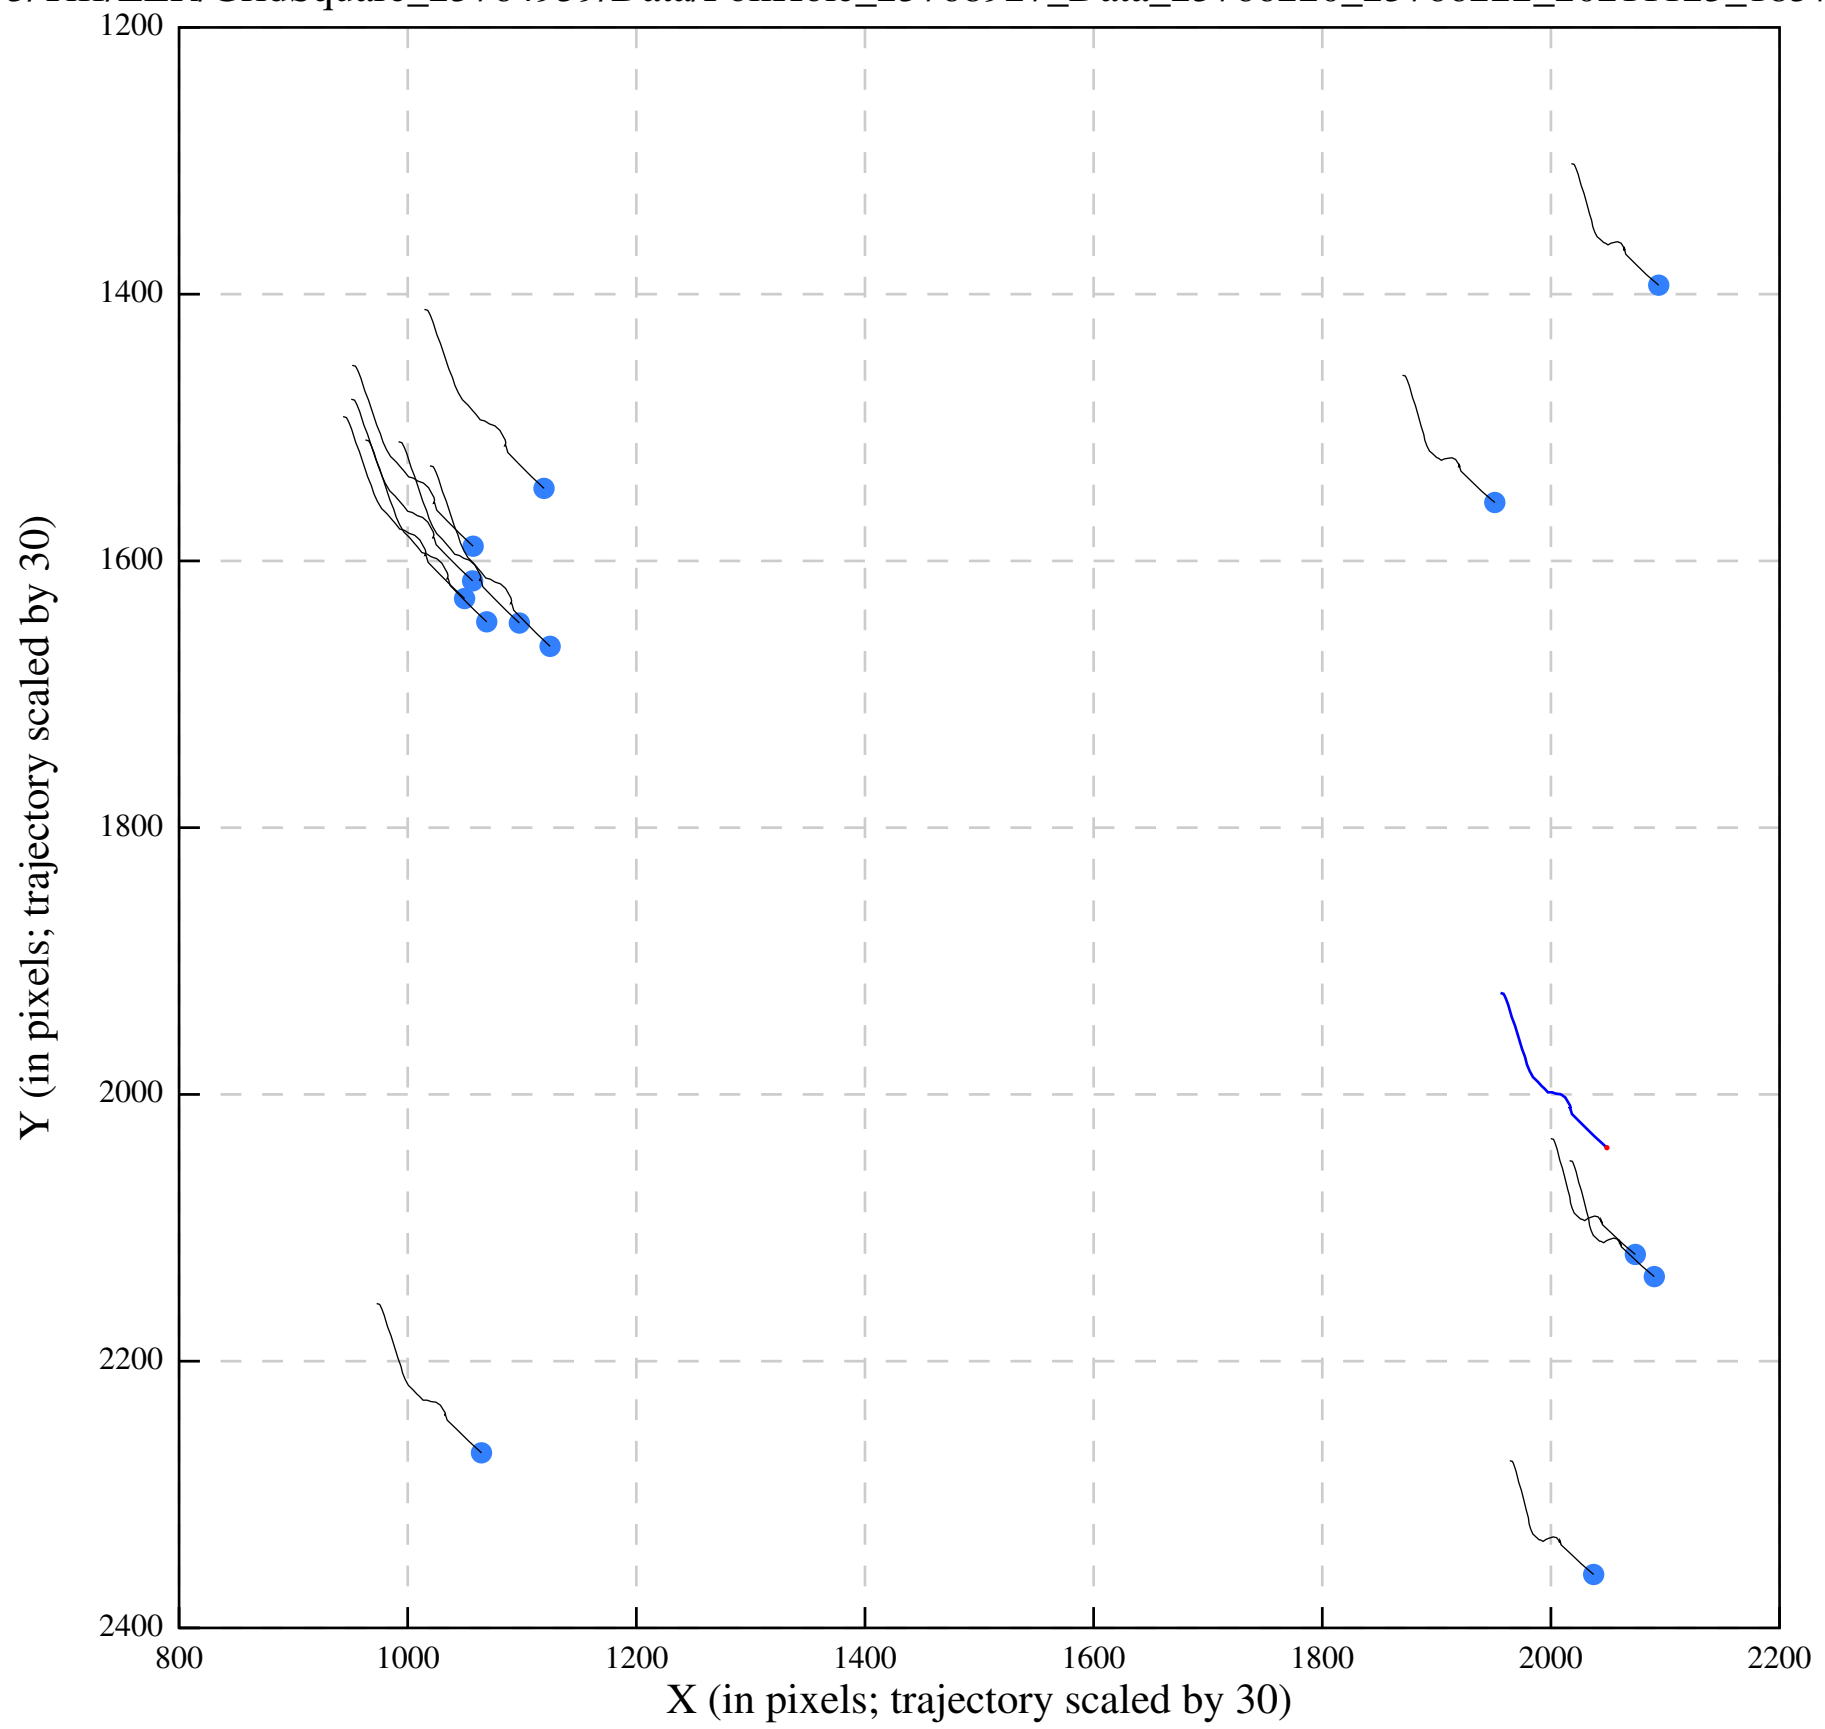 1200
1400
1600
1800
2000
2200
2400
800 1000 1200 1400 1600 1800 2000 2200
X (in pixels; trajectory scaled by 30)
Y (in pixels; trajectory scaled by 30)